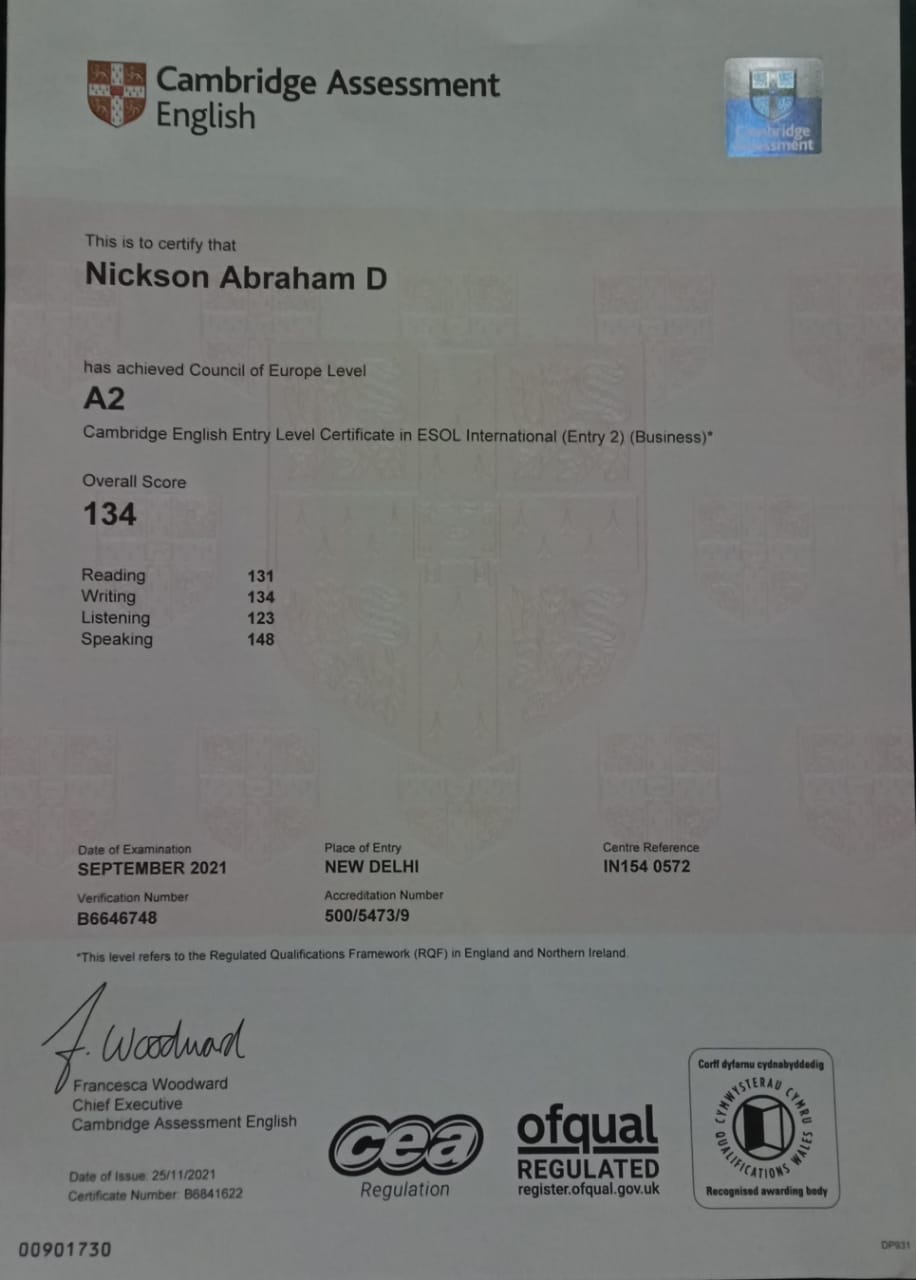 Cambridge Assessment
English
Cambridge
Assessment
This is to certify that
Nickson Abraham D
has achieved Council of Europe Level
A2
Cambridge English Entry Level Certificate in ESOL International (Entry 2) (Business)*
Overall Score
134
Reading 131
Writing 134
Listening 123
Speaking 148
Date of Examination Place of Entry Centre Reference
SEPTEMBER 2021 NEW DELHI IN154 0572
Verification Number Accreditation Number
B6646748 500/5473/9
*This level refers to the Regulated Qualifications Framework (RQF) in England and Northern Ireland.
F. Woodward
Francesca Woodward
Chief Executive
Cambridge Assessment English
Date of Issue: 25/11/2021
Certificate Number: B6841622
cea
Regulation
ofqual
REGULATED
register.ofqual.gov.uk
Corff dyfarnu cydnabyddedig
CYMWYSTERAU CYMRU
QUALIFICATIONS WALES
Recognised awarding body
00901730
DP931